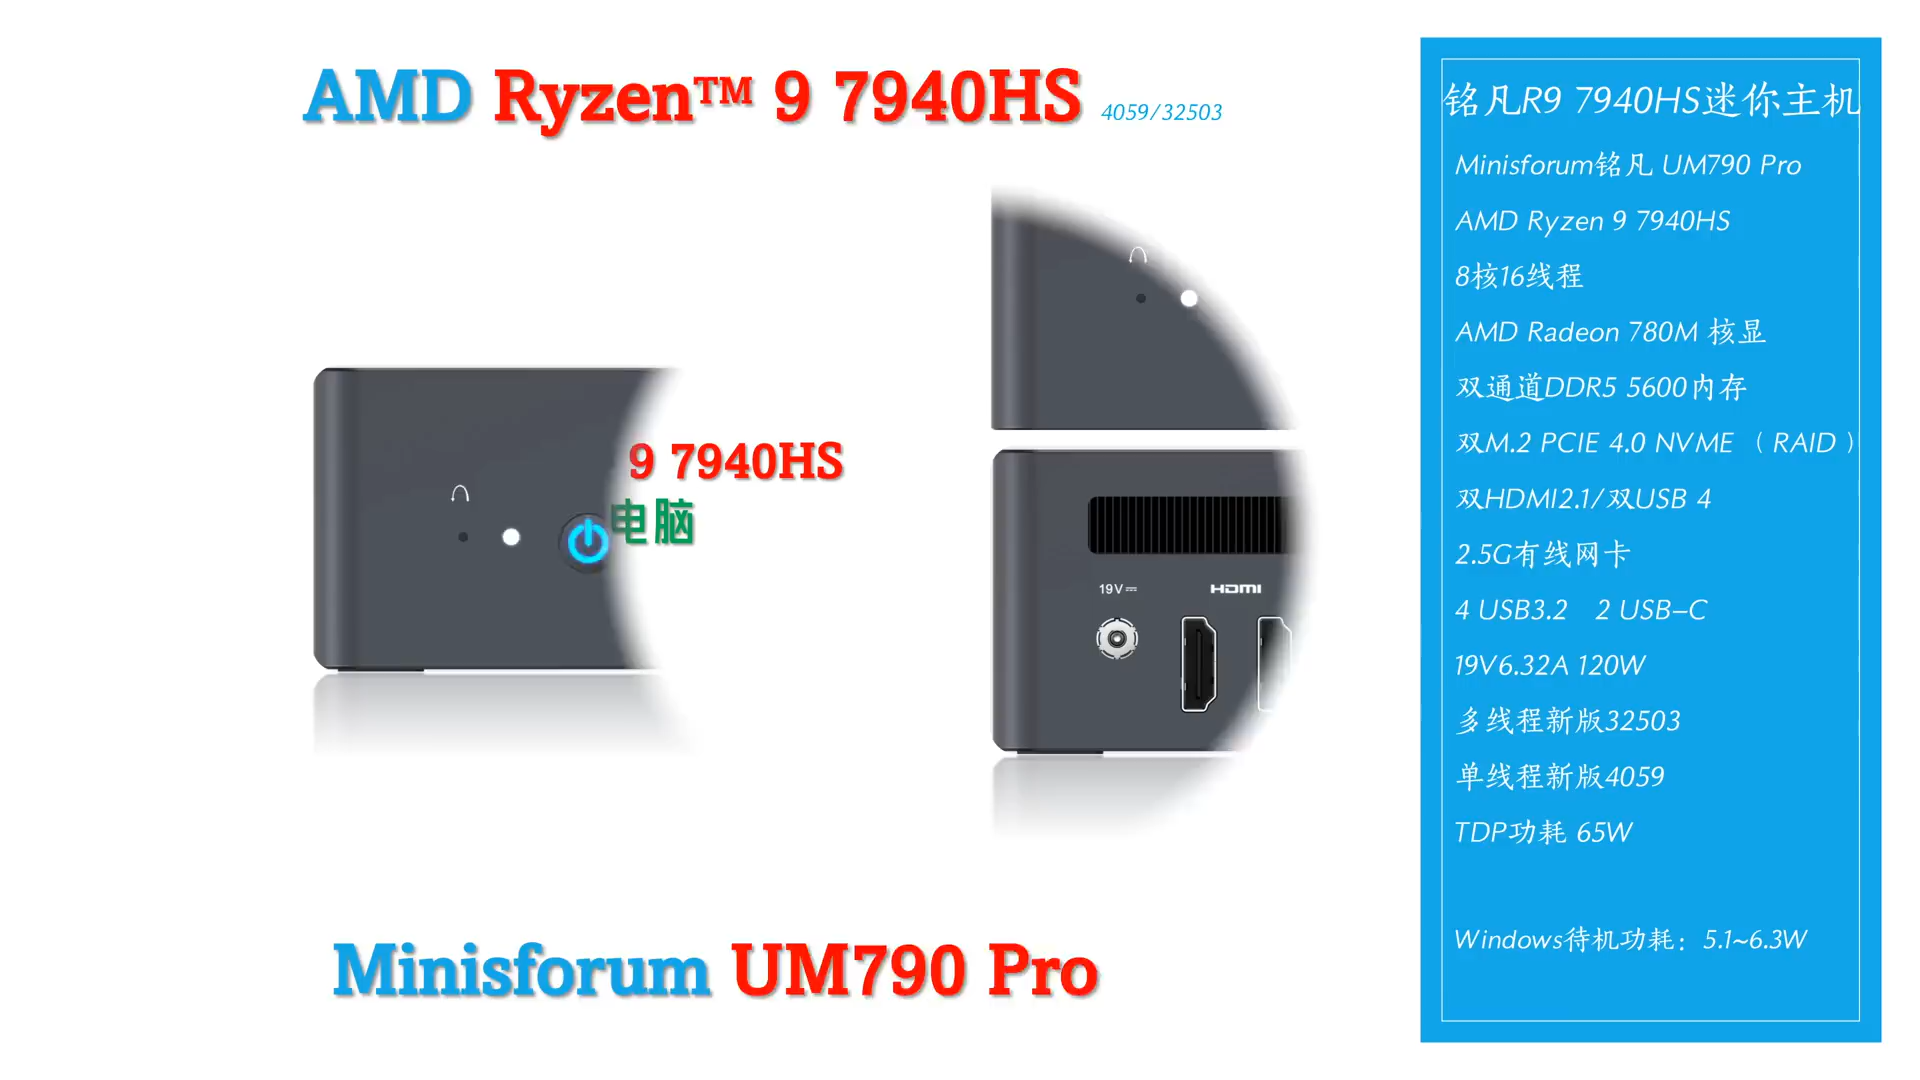 AMD Ryzen™ 9 7940HS 4059/32503
9 7940HS
电脑
19V
HDMI
Minisforum UM790 Pro
铭凡R9 7940HS迷你主机
Minisforum铭凡 UM790 Pro
AMD Ryzen 9 7940HS
8核16线程
AMD Radeon 780M 核显
双通道DDR5 5600内存
双M.2 PCIE 4.0 NVME （RAID）
双HDMI2.1/双USB 4
2.5G有线网卡
4 USB3.2 2 USB-C
19V6.32A 120W
多线程新版32503
单线程新版4059
TDP功耗 65W
Windows待机功耗：5.1~6.3W